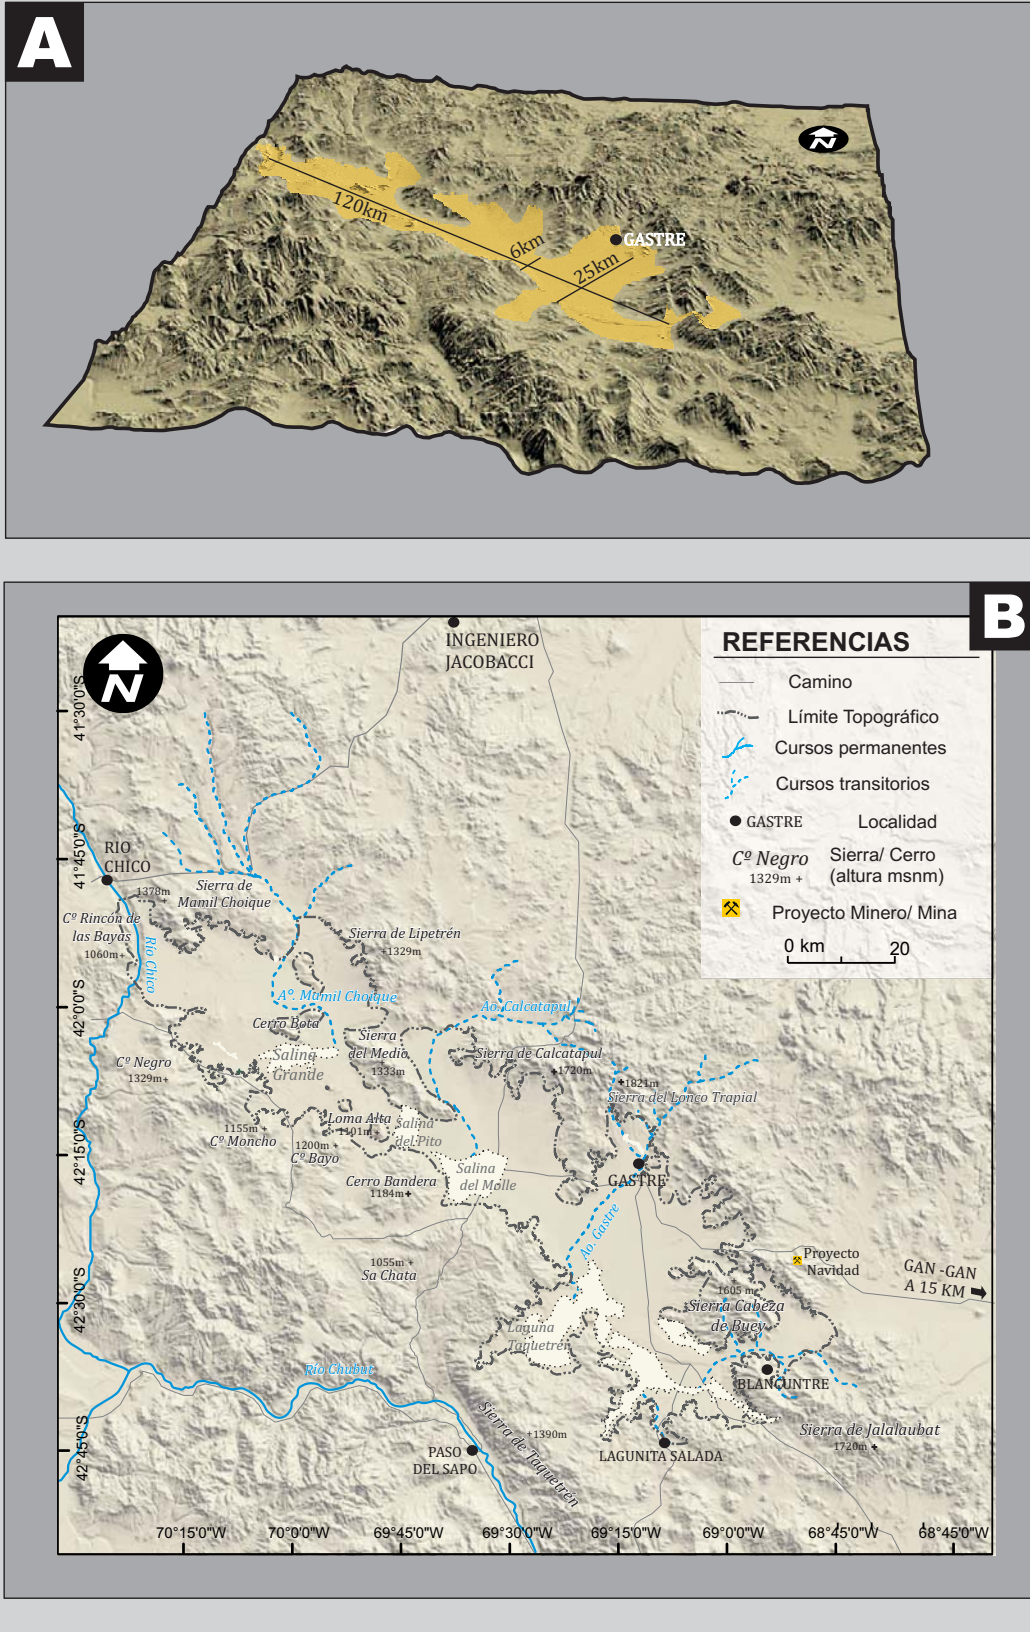 A
N
120km
6km
25km
GASTRE
B
N
INGENIERO
JACOBACCI
REFERENCIAS
Camino
Límite Topográfico
Cursos permanentes
Cursos transitorios
GASTRE
Localidad
Cº Negro
1329m +
Sierra/ Cerro
(altura msnm)
Proyecto Minero/ Mina
0 km 20
41°30'0"S
41°45'0"S
42°0'0"S
42°15'0"S
42°30'0"S
42°45'0"S
RIO
CHICO
1378m
+
Sierra de
Mamil Choique
Cº Rincón de
las Bayas
1060m+
Río Chico
Sierra de Lipetrén
+1329m
Aº. Mamil Choique
Ao. Calcatapul
Cerro Bota
Sierra
del Medio
1333m
Salina
Grande
Cº Negro
1329m+
Sierra de Calcatapul
+1720m
+1821m
Sierra del Lonco Trapial
1155m +
Cº Moncho
Loma Alta
1101m+
1200m +
Cº Bayo
Salina
del Pito
Cerro Bandera
1184m+
Salina
del Molle
GASTRE
Ao. Gastre
1055m +
Sa Chata
Proyecto
Navidad
GAN -GAN
A 15 KM
1605 m
Sierra Cabeza
de Buey
Laguna
Taquetrén
BLANCUNTRE
Río Chubut
Sierra de Taquetrén
+1390m
Sierra de Jalalaubat
1720m +
LAGUNITA SALADA
PASO
DEL SAPO
70°15'0"W 70°0'0"W 69°45'0"W 69°30'0"W 69°15'0"W 69°0'0"W 68°45'0"W 68°45'0"W